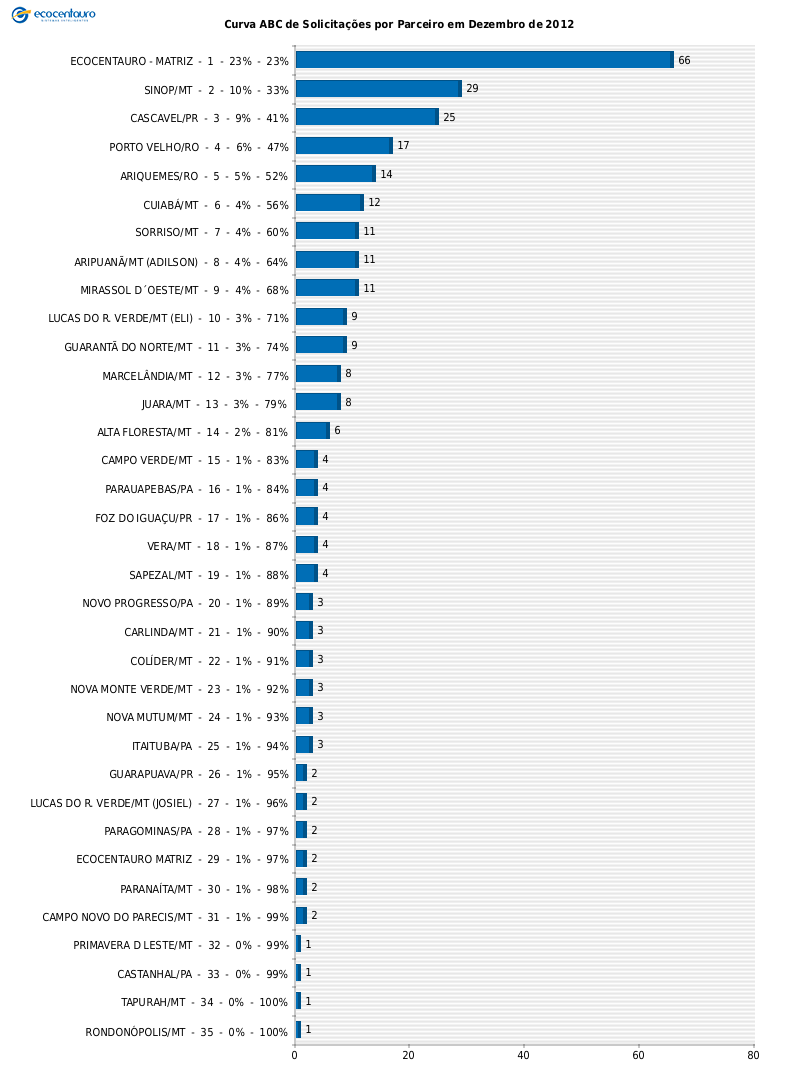 ecocentauro
Curva ABC de Solicitações por Parceiro em Dezembro de 2012
ECOCENTAURO - MATRIZ - 1 - 23% - 23% 66
SINOP/MT - 2 - 10% - 33% 29
CASCAVEL/PR - 3 - 9% - 41% 25
PORTO VELHO/RO - 4 - 6% - 47% 17
ARIQUEMES/RO - 5 - 5% - 52% 14
CUIABÁ/MT - 6 - 4% - 56% 12
SORRISO/MT - 7 - 4% - 60% 11
ARIPUANÃ/MT (ADILSON) - 8 - 4% - 64% 11
MIRASSOL D´OESTE/MT - 9 - 4% - 68% 11
LUCAS DO R. VERDE/MT (ELI) - 10 - 3% - 71% 9
GUARANTÃ DO NORTE/MT - 11 - 3% - 74% 9
MARCELÂNDIA/MT - 12 - 3% - 77% 8
JUARA/MT - 13 - 3% - 79% 8
ALTA FLORESTA/MT - 14 - 2% - 81% 6
CAMPO VERDE/MT - 15 - 1% - 83% 4
PARAUAPEBAS/PA - 16 - 1% - 84% 4
FOZ DO IGUAÇU/PR - 17 - 1% - 86% 4
VERA/MT - 18 - 1% - 87% 4
SAPEZAL/MT - 19 - 1% - 88% 4
NOVO PROGRESSO/PA - 20 - 1% - 89% 3
CARLINDA/MT - 21 - 1% - 90% 3
COLÍDER/MT - 22 - 1% - 91% 3
NOVA MONTE VERDE/MT - 23 - 1% - 92% 3
NOVA MUTUM/MT - 24 - 1% - 93% 3
ITAITUBA/PA - 25 - 1% - 94% 3
GUARAPUAVA/PR - 26 - 1% - 95% 2
LUCAS DO R. VERDE/MT (JOSIEL) - 27 - 1% - 96% 2
PARAGOMINAS/PA - 28 - 1% - 97% 2
ECOCENTAURO MATRIZ - 29 - 1% - 97% 2
PARANAÍTA/MT - 30 - 1% - 98% 2
CAMPO NOVO DO PARECIS/MT - 31 - 1% - 99% 2
PRIMAVERA D LESTE/MT - 32 - 0% - 99% 1
CASTANHAL/PA - 33 - 0% - 99% 1
TAPURAH/MT - 34 - 0% - 100% 1
RONDONÓPOLIS/MT - 35 - 0% - 100% 1
0 20 40 60 80